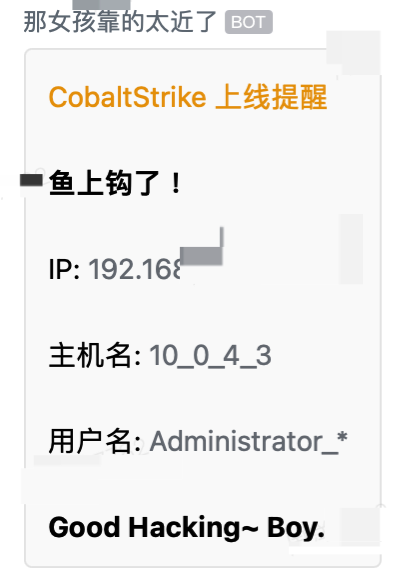 那女孩靠的太近了 BOT
CobaltStrike 上线提醒
鱼上钩了！
IP: 192.168
主机名: 10_0_4_3
用户名: Administrator_*
Good Hacking~ Boy.